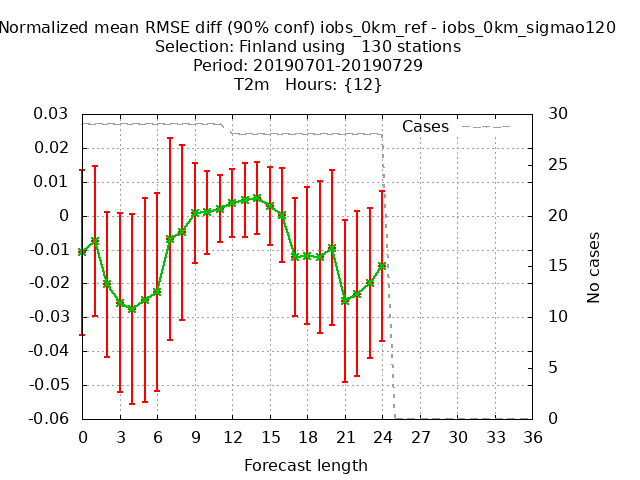 Normalized mean RMSE diff (90% conf) iobs_0km_ref - iobs_0km_sigmao120
Selection: Finland using   130 stations
Period: 20190701-20190729
T2m   Hours: {12}
Cases
0.03
0.02
0.01
0
-0.01
-0.02
-0.03
-0.04
-0.05
-0.06
30
25
20
15
10
5
0
No cases
0 3 6 9 12 15 18 21 24 27 30 33 36
Forecast length